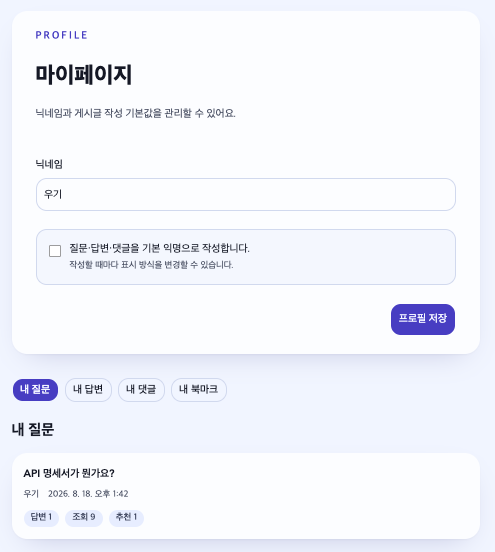 PROFILE
마이페이지
닉네임과 게시글 작성 기본값을 관리할 수 있어요.
닉네임
우기
질문·답변·댓글을 기본 익명으로 작성합니다.
작성할 때마다 표시 방식을 변경할 수 있습니다.
프로필 저장
내 질문 내 답변 내 댓글 내 북마크
내 질문
API 명세서가 뭔가요?
우기 2026. 8. 18. 오후 1:42
답변 1 조회 9 추천 1